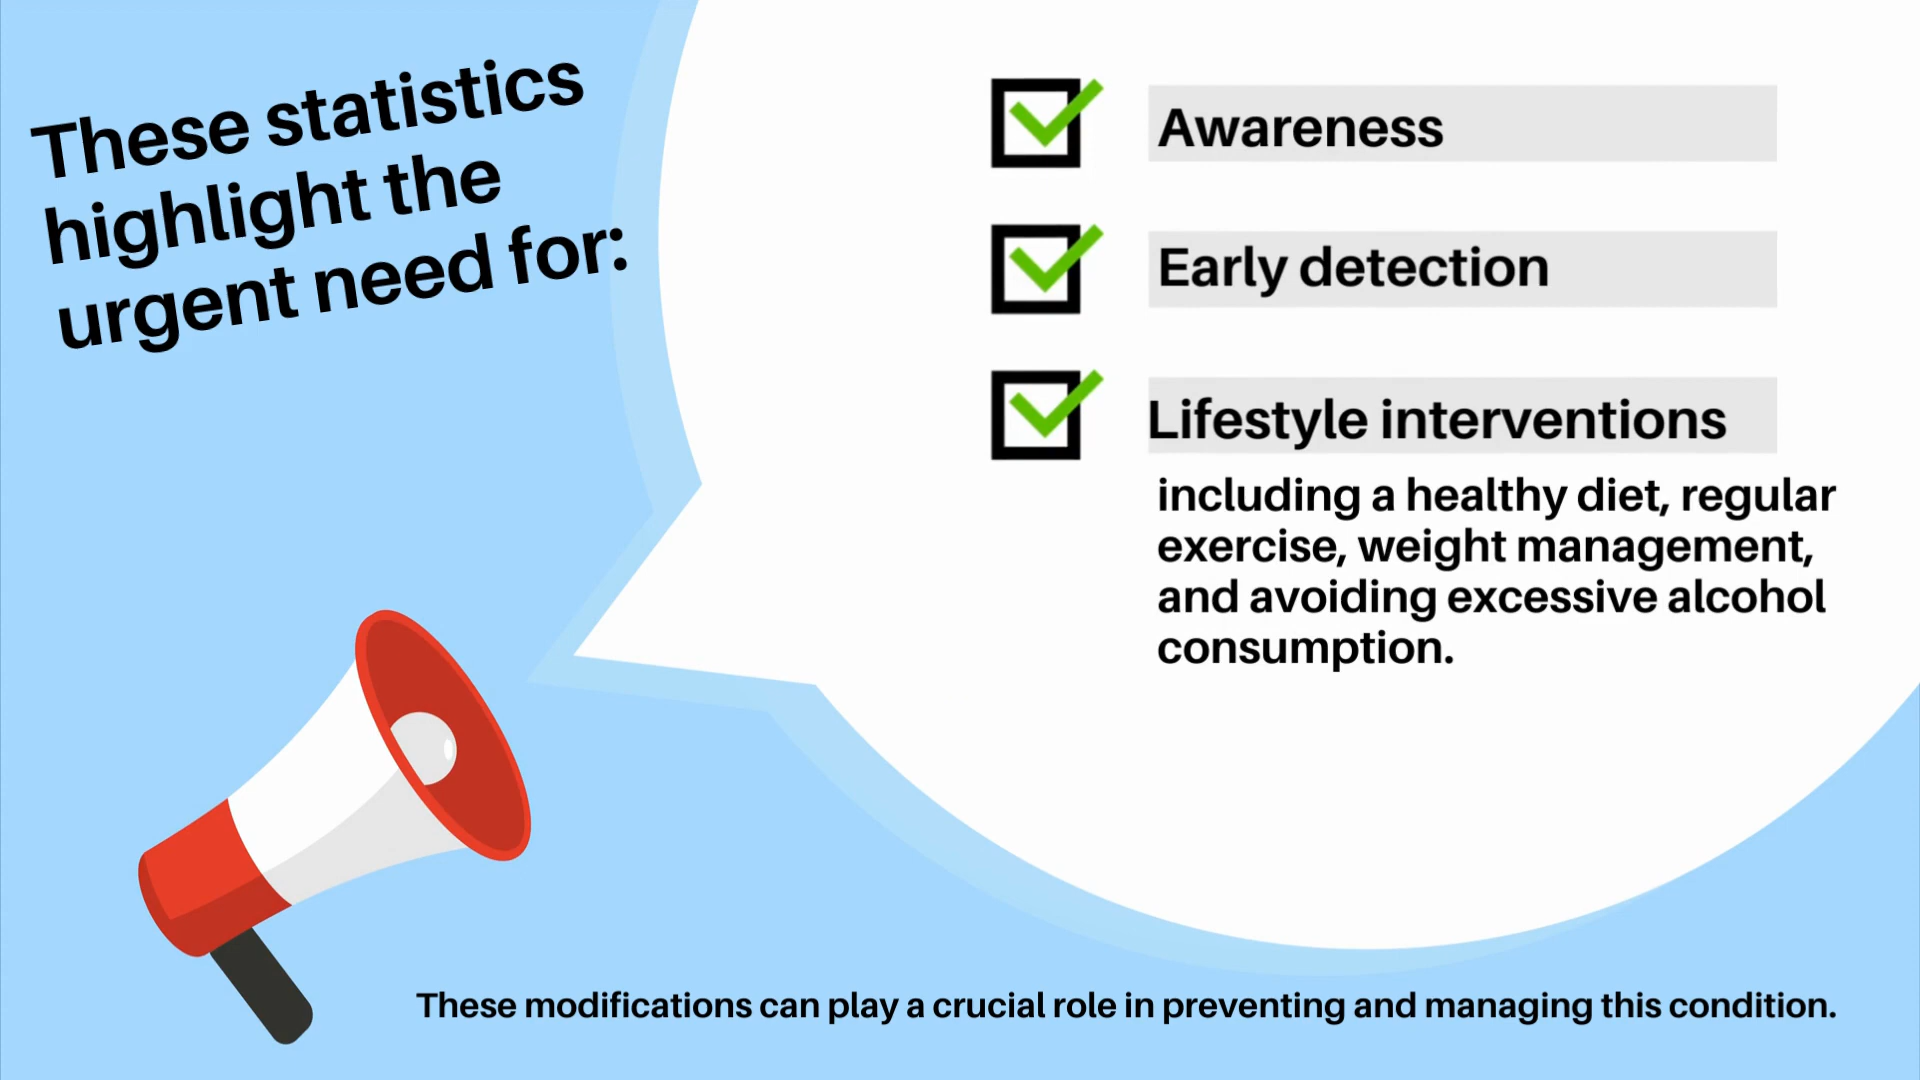 These statistics
highlight the
urgent need for:
Awareness
Early detection
Lifestyle interventions
including a healthy diet, regular
exercise, weight management,
and avoiding excessive alcohol
consumption.
These modifications can play a crucial role in preventing and managing this condition.